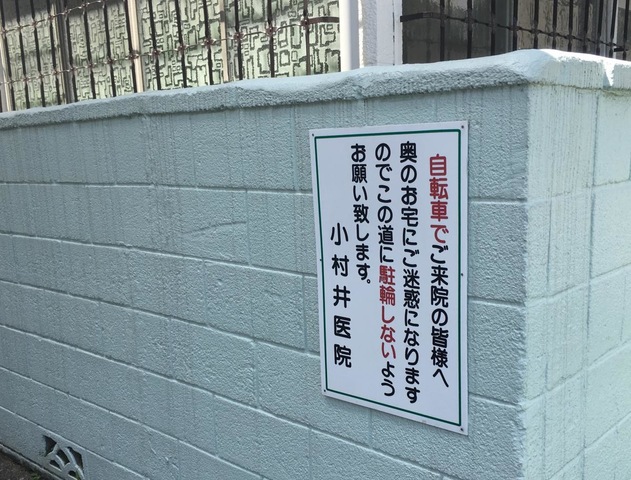 自転車でご来院の皆様へ
奥のお宅にご迷惑になります
のでこの道に駐輪しないよう
お願い致します。
小村井医院